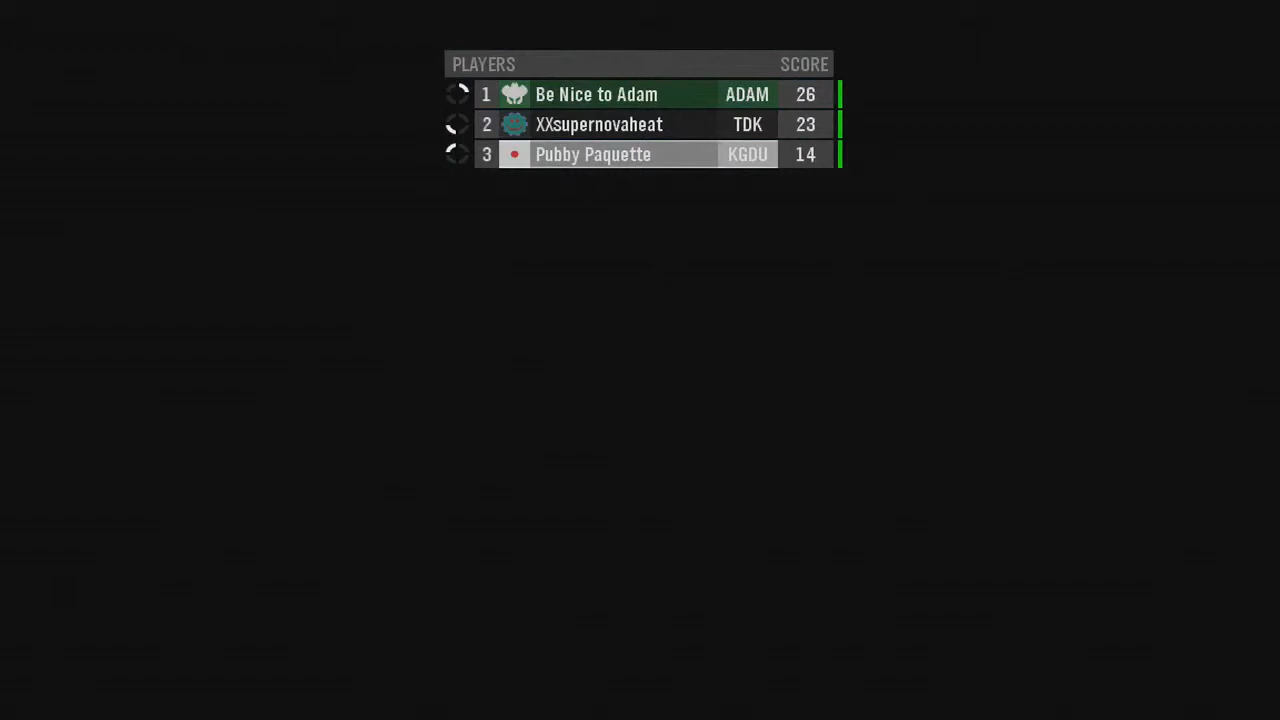 PLAYERS SCORE
1 Be Nice to Adam ADAM 26
2 XXsupernovaheat TDK 23
3 Pubby Paquette KGDU 14